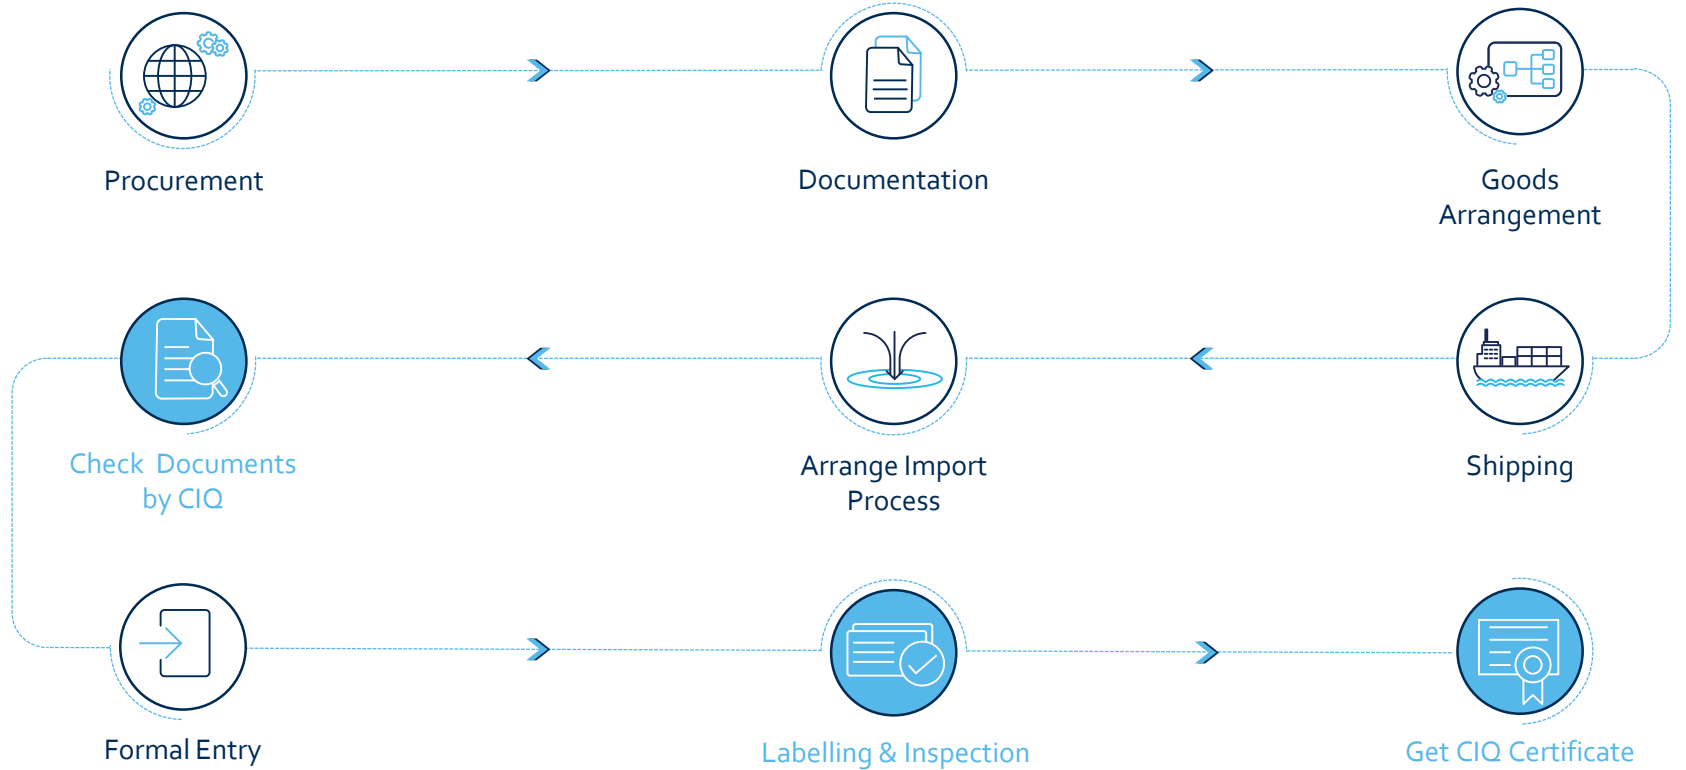 Procurement
Documentation
Goods
Arrangement
Shipping
Arrange Import
Process
Check Documents
by CIQ
Formal Entry
Labelling & Inspection
Get CIQ Certificate